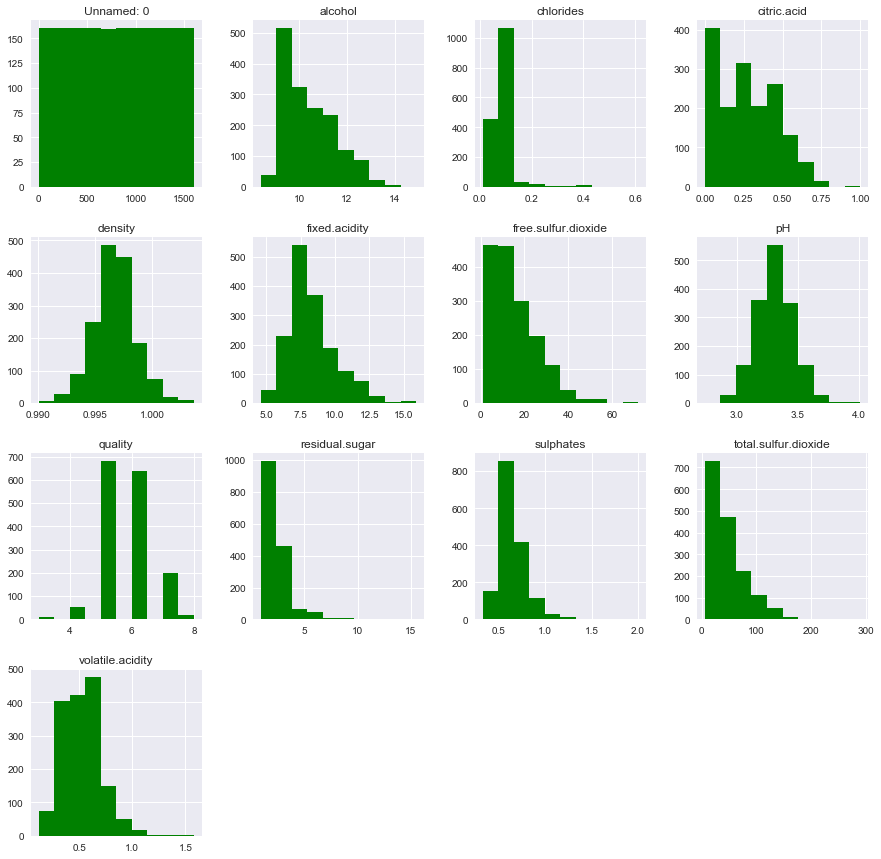 Unnamed: 0 alcohol chlorides citric.acid
150 500 1000 400
125 400 800 300
100 300 600 200
75 200 400 100
50 100 200 0
25 0 0
0
0 500 1000 1500 10 12 14 0.0 0.2 0.4 0.6 0.00 0.25 0.50 0.75 1.00
density fixed.acidity free.sulfur.dioxide pH
500 500 400 500
400 400 300 400
300 300 200 300
200 200 100 200
100 100 0 100
0 0 0
0.990 0.995 1.000 5.0 7.5 10.0 12.5 15.0 0 20 40 60 3.0 3.5 4.0
quality residual.sugar sulphates total.sulfur.dioxide
700 1000 800 700
600 800 600 600
500 600 400 500
400 400 200 400
300 200 0 300
200 0 200
100 100
0 0
4 6 8 5 10 15 0.5 1.0 1.5 2.0 0 100 200 300
volatile.acidity
500
400
300
200
100
0
0.5 1.0 1.5